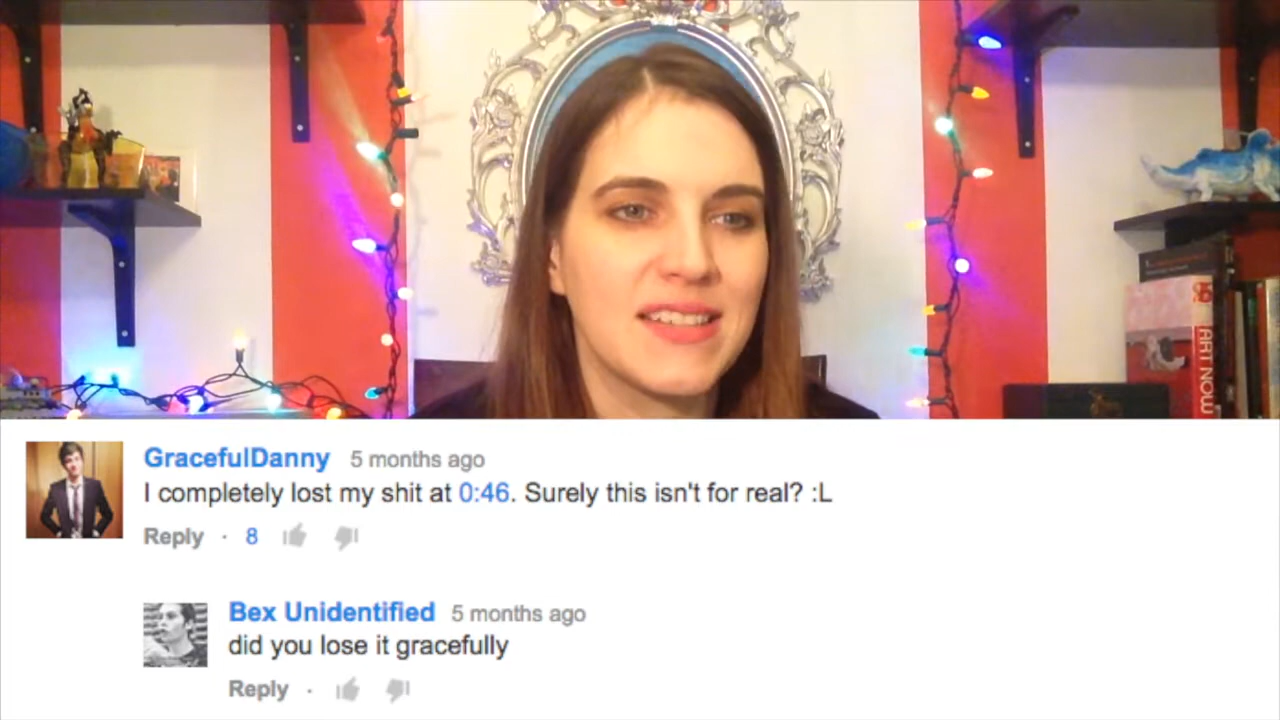 ART NOW
GracefulDanny 5 months ago
I completely lost my shit at 0:46. Surely this isn't for real? :L
Reply · 8
Bex Unidentified 5 months ago
did you lose it gracefully
Reply ·